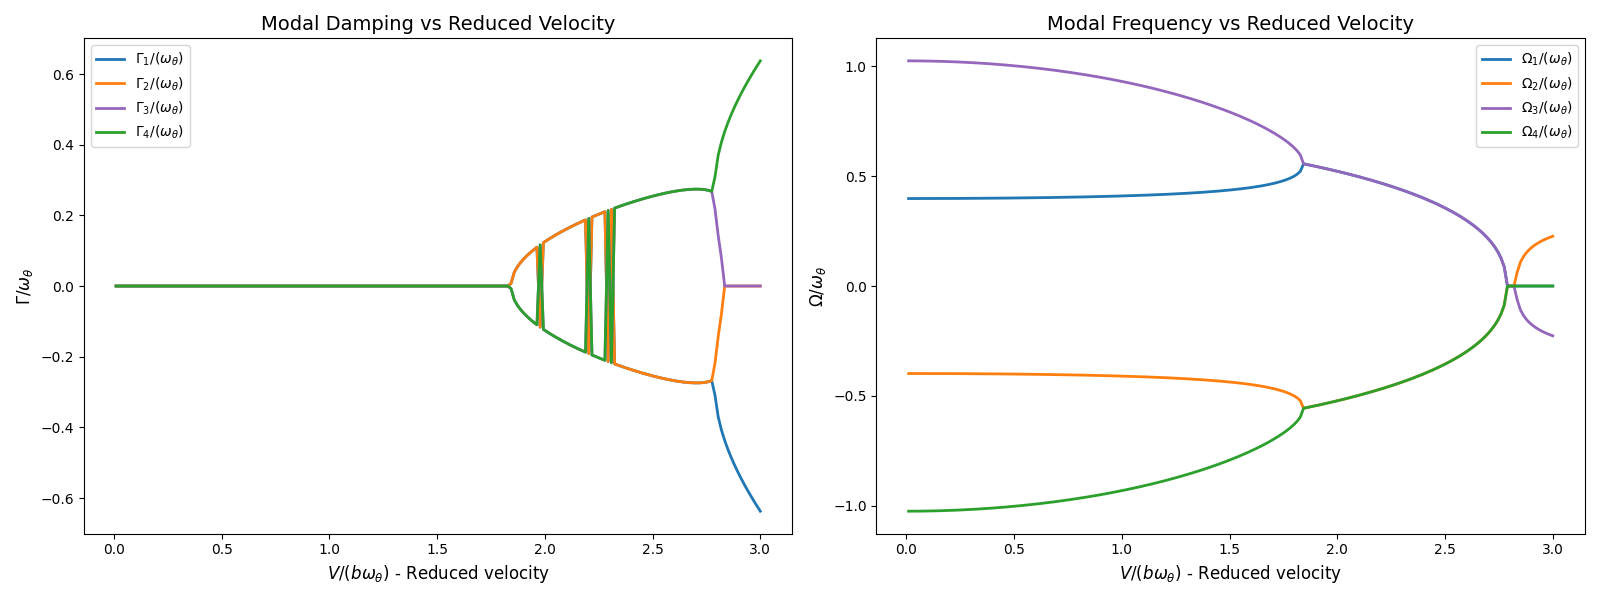 Modal Damping vs Reduced Velocity
Γ₁/(ω_θ)
Γ₂/(ω_θ)
Γ₃/(ω_θ)
Γ₄/(ω_θ)
Γ/ω_θ
0.6
0.4
0.2
0.0
−0.2
−0.4
−0.6
0.0 0.5 1.0 1.5 2.0 2.5 3.0
V/(bω_θ) - Reduced velocity
Modal Frequency vs Reduced Velocity
Ω₁/(ω_θ)
Ω₂/(ω_θ)
Ω₃/(ω_θ)
Ω₄/(ω_θ)
Ω/ω_θ
1.0
0.5
0.0
−0.5
−1.0
0.0 0.5 1.0 1.5 2.0 2.5 3.0
V/(bω_θ) - Reduced velocity